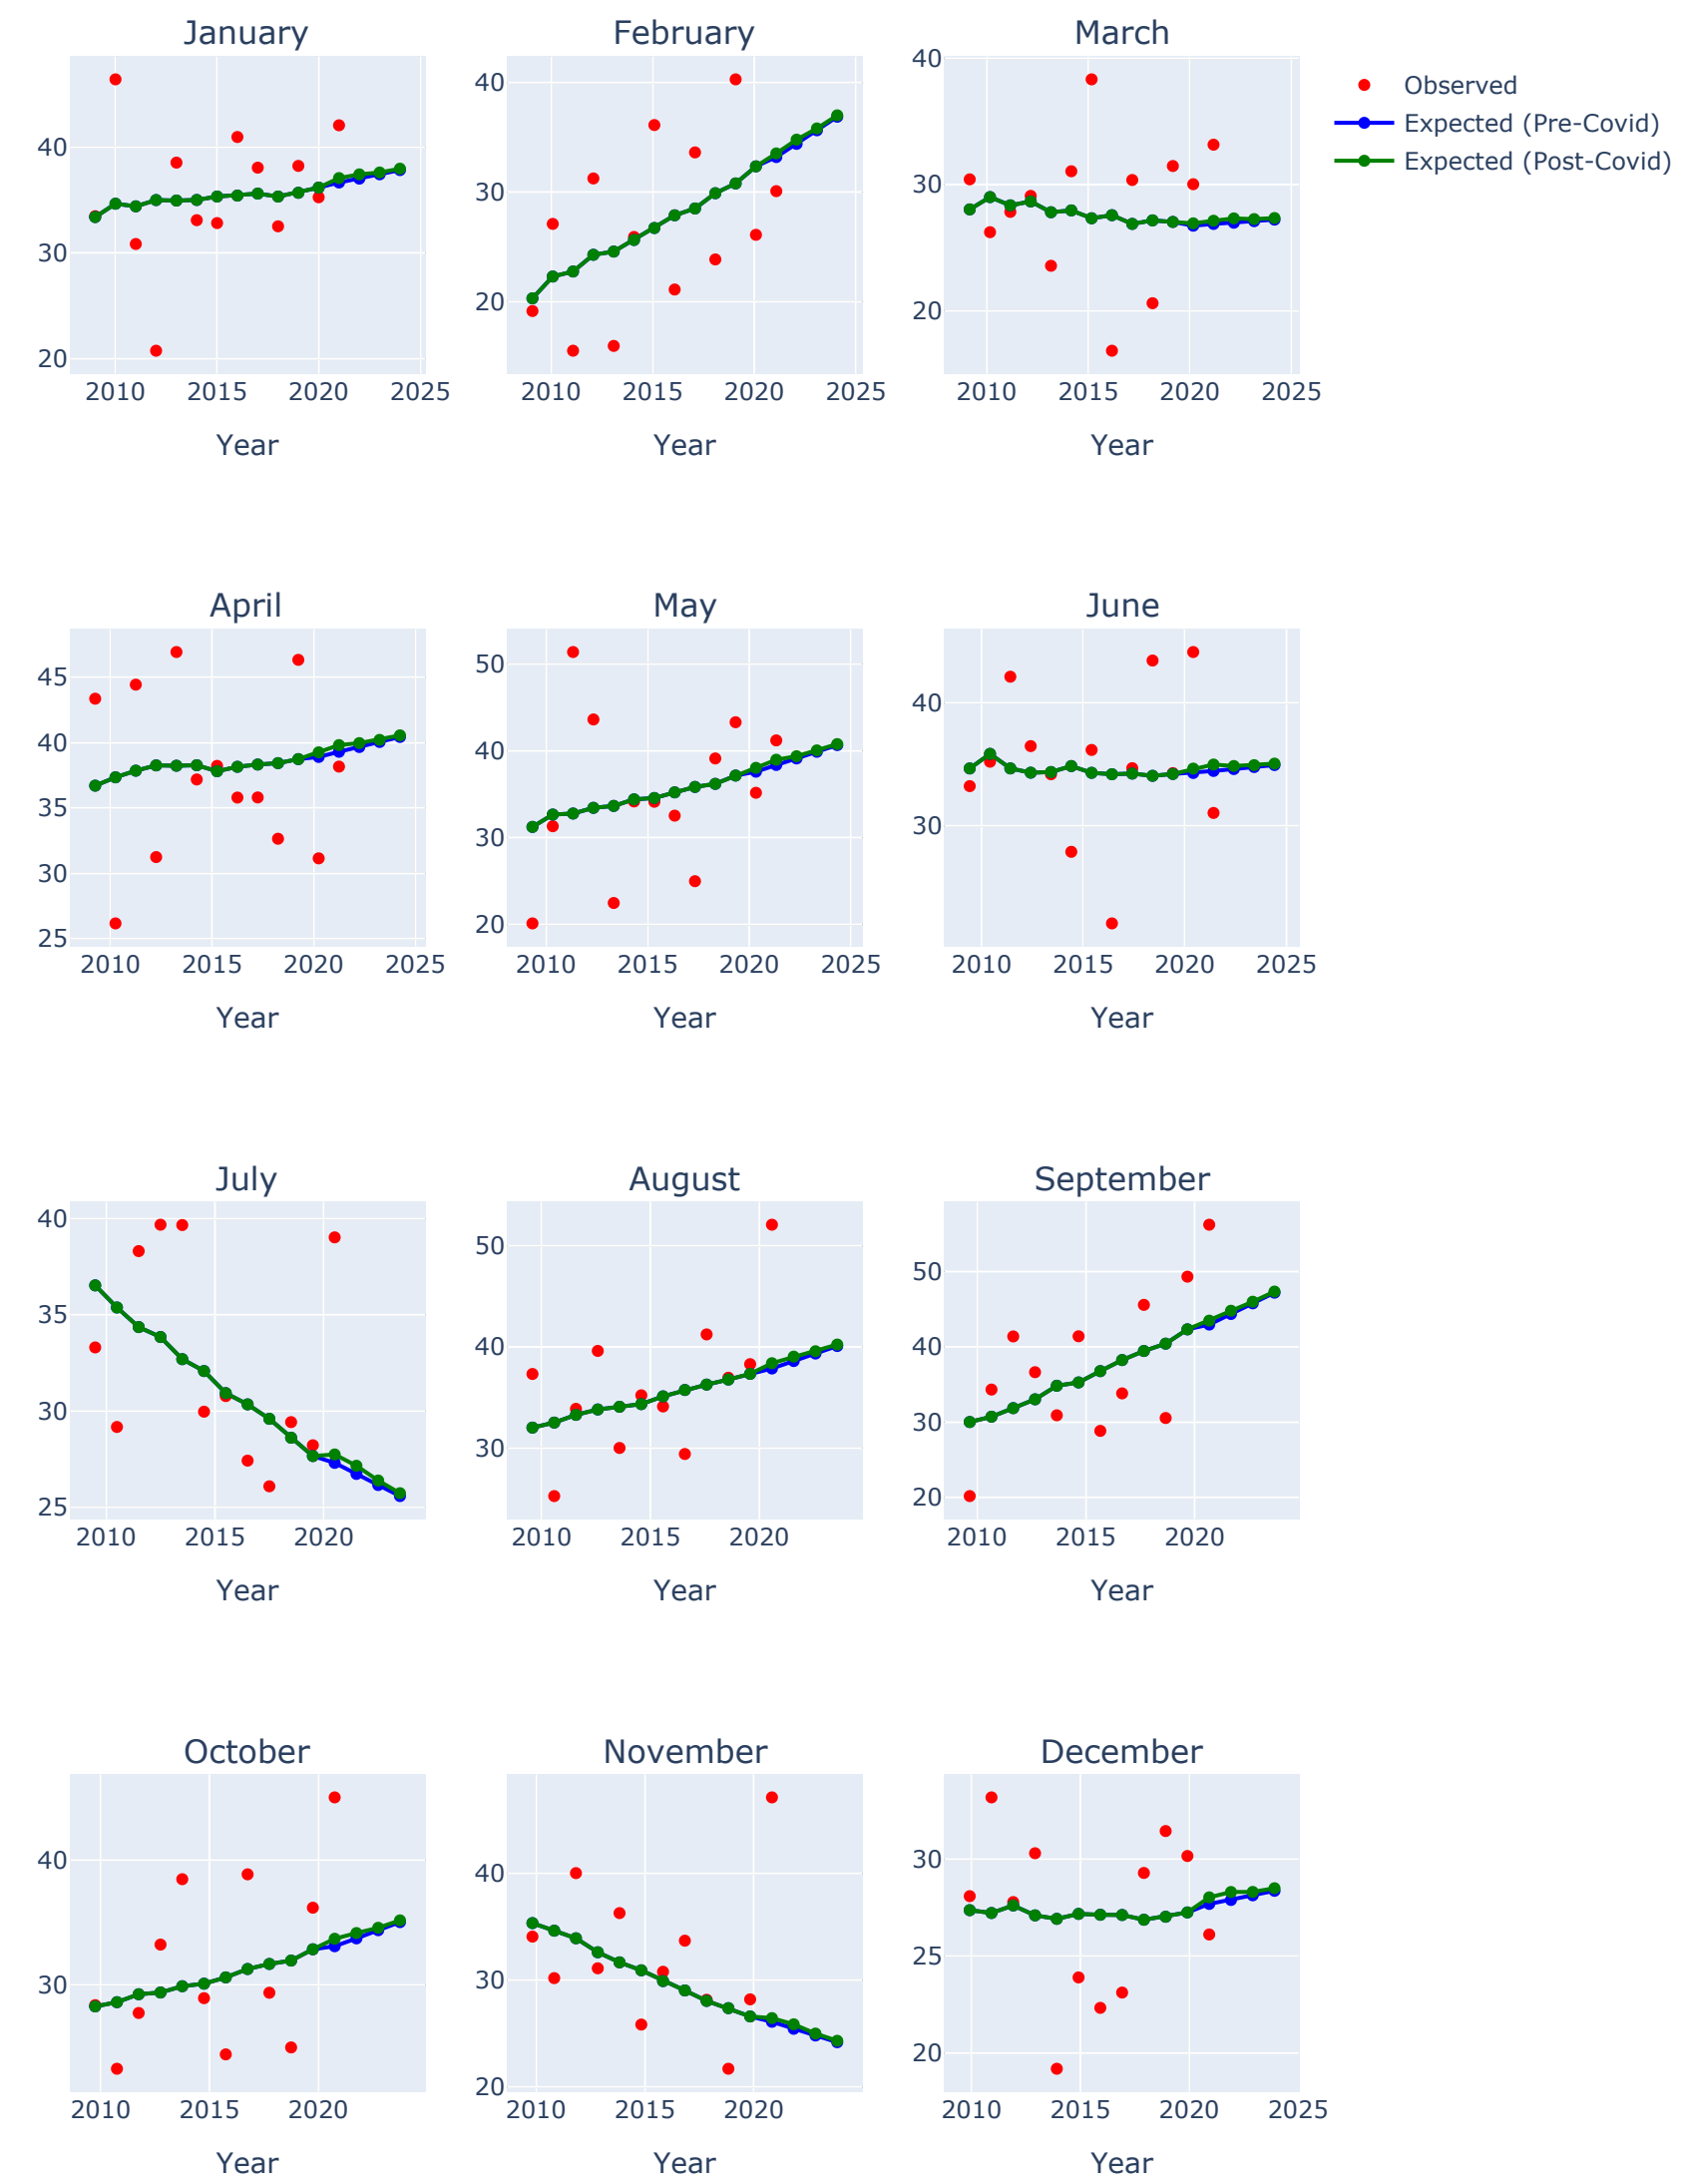 January February March
40
30
20
2010 2015 2020 2025
Year
40
30
20
2010 2015 2020 2025
Year
40
30
20
2010 2015 2020 2025
Year
Observed
Expected (Pre-Covid)
Expected (Post-Covid)
April May June
45
40
35
30
25
2010 2015 2020 2025
Year
50
40
30
20
2010 2015 2020 2025
Year
40
30
2010 2015 2020 2025
Year
July August September
40
35
30
25
2010 2015 2020
Year
50
40
30
2010 2015 2020
Year
50
40
30
20
2010 2015 2020
Year
October November December
40
30
2010 2015 2020
Year
40
30
20
2010 2015 2020
Year
30
25
20
2010 2015 2020 2025
Year